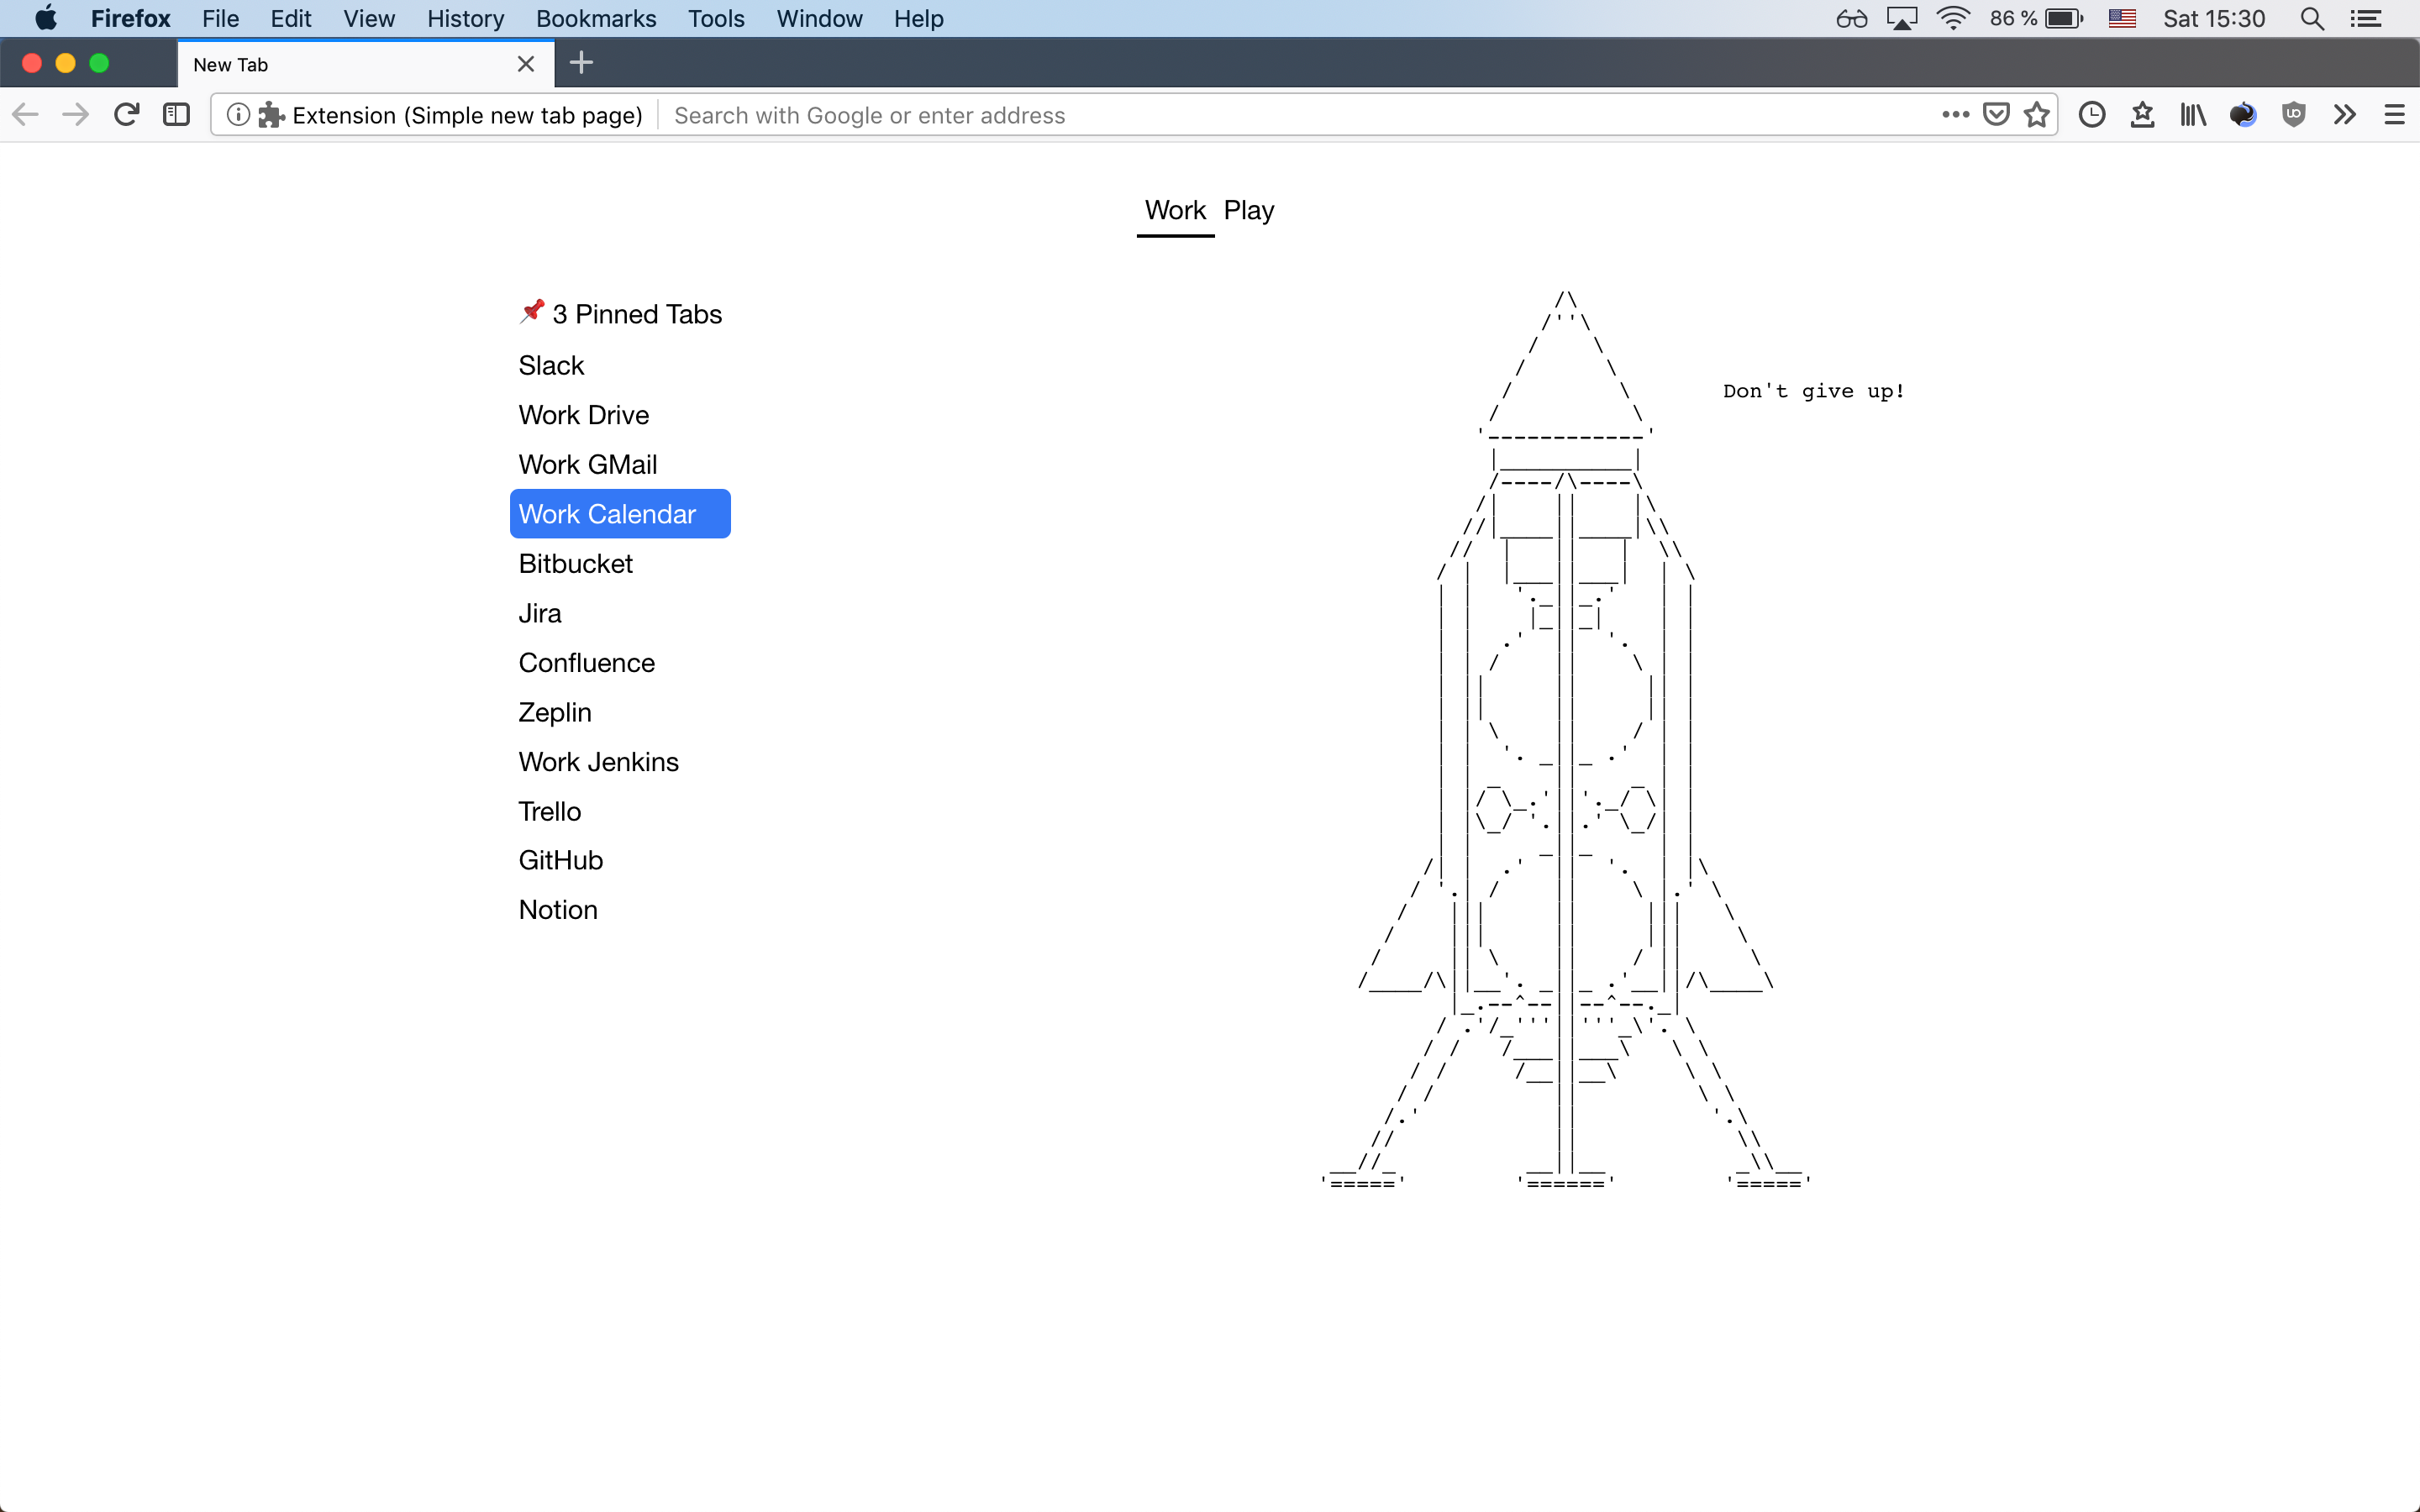 Firefox File Edit View History Bookmarks Tools Window Help 86 % Sat 15:30
New Tab
Extension (Simple new tab page) Search with Google or enter address
Work Play
3 Pinned Tabs
Slack
Don't give up!
Work Drive
Work GMail
Work Calendar
Bitbucket
Jira
Confluence
Zeplin
Work Jenkins
Trello
GitHub
Notion